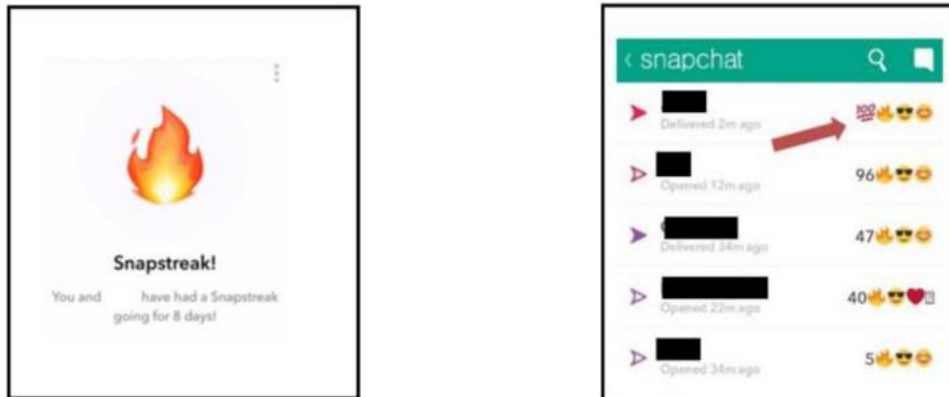 Snapstreak!
You and have had a Snapstreak
going for 8 days!
snapchat
Delivered 2m ago
💯🔥😎😊
Opened 12m ago
96🔥😎😊
Delivered 34m ago
47🔥😎😊
Opened 22m ago
40🔥😎❤️
Opened 34m ago
5🔥😎😊